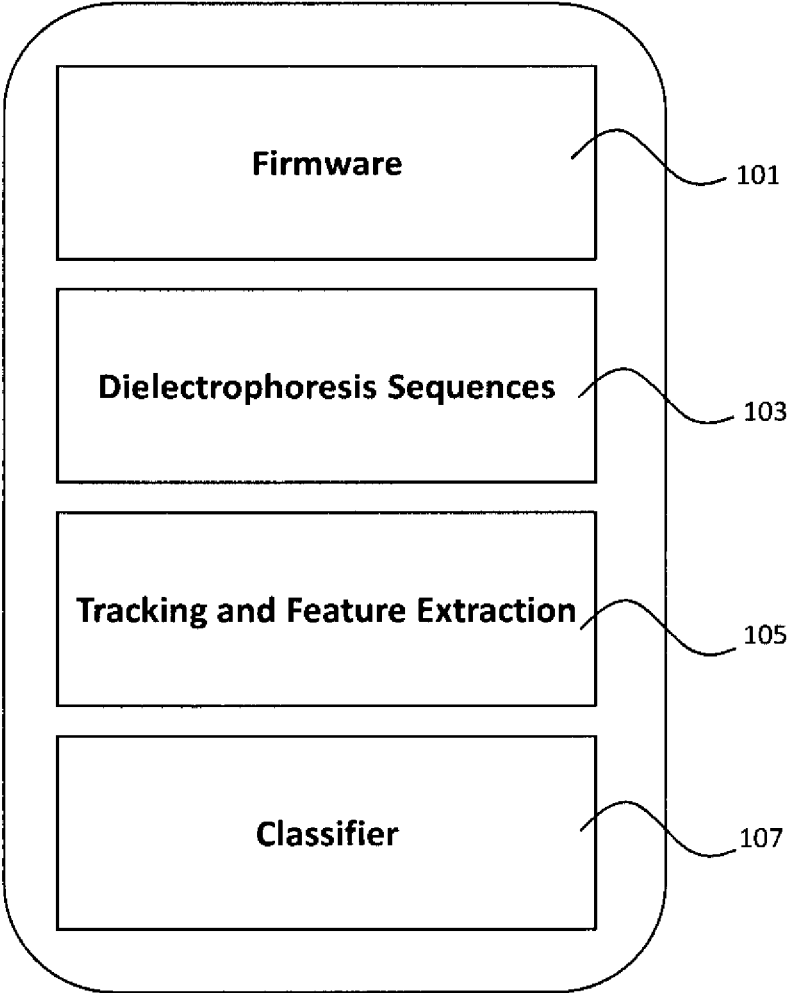 Firmware
101
Dielectrophoresis Sequences
103
Tracking and Feature Extraction
105
Classifier
107